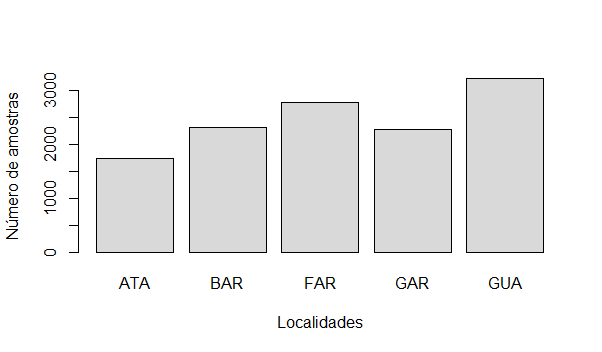 Número de amostras
3000
2000
1000
0
ATA BAR FAR GAR GUA
Localidades